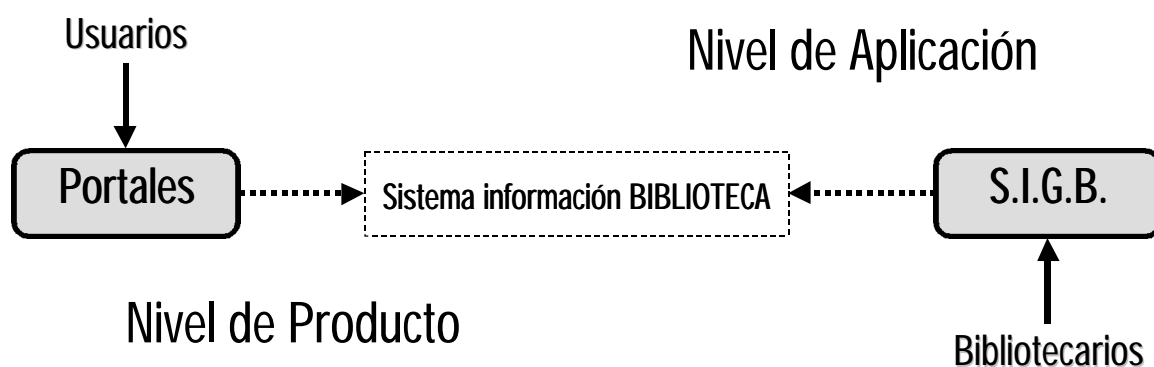 Usuarios
Nivel de Aplicación
Portales
Sistema información BIBLIOTECA
S.I.G.B.
Nivel de Producto
Bibliotecarios